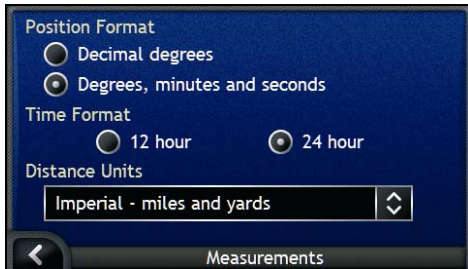 Position Format
Decimal degrees
Degrees, minutes and seconds
Time Format
12 hour 24 hour
Distance Units
Imperial - miles and yards
Measurements